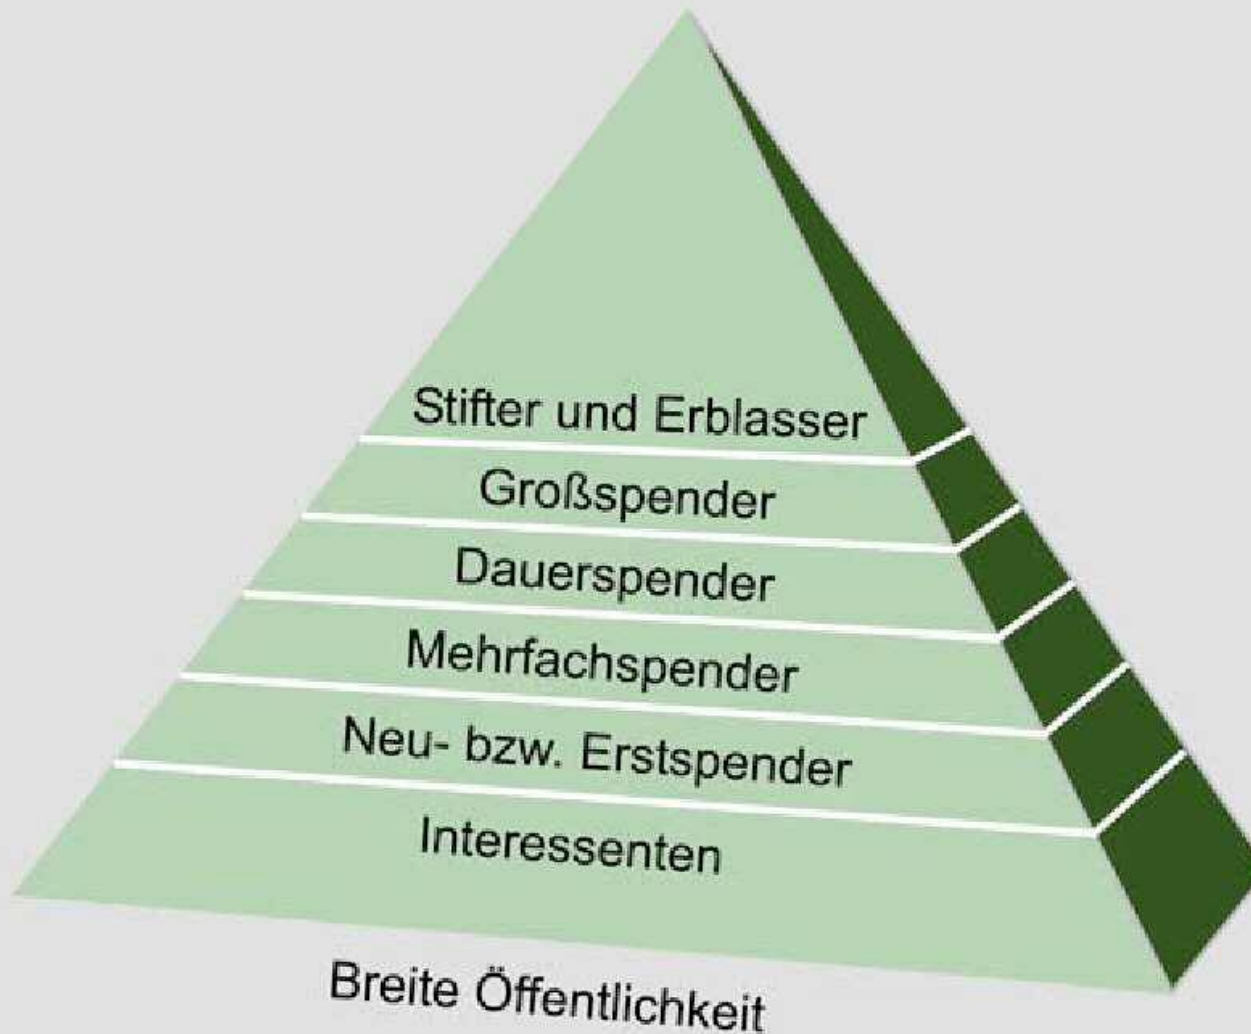 Stifter und Erblasser
Großspender
Dauerspender
Mehrfachspender
Neu- bzw. Erstspender
Interessenten
Breite Öffentlichkeit